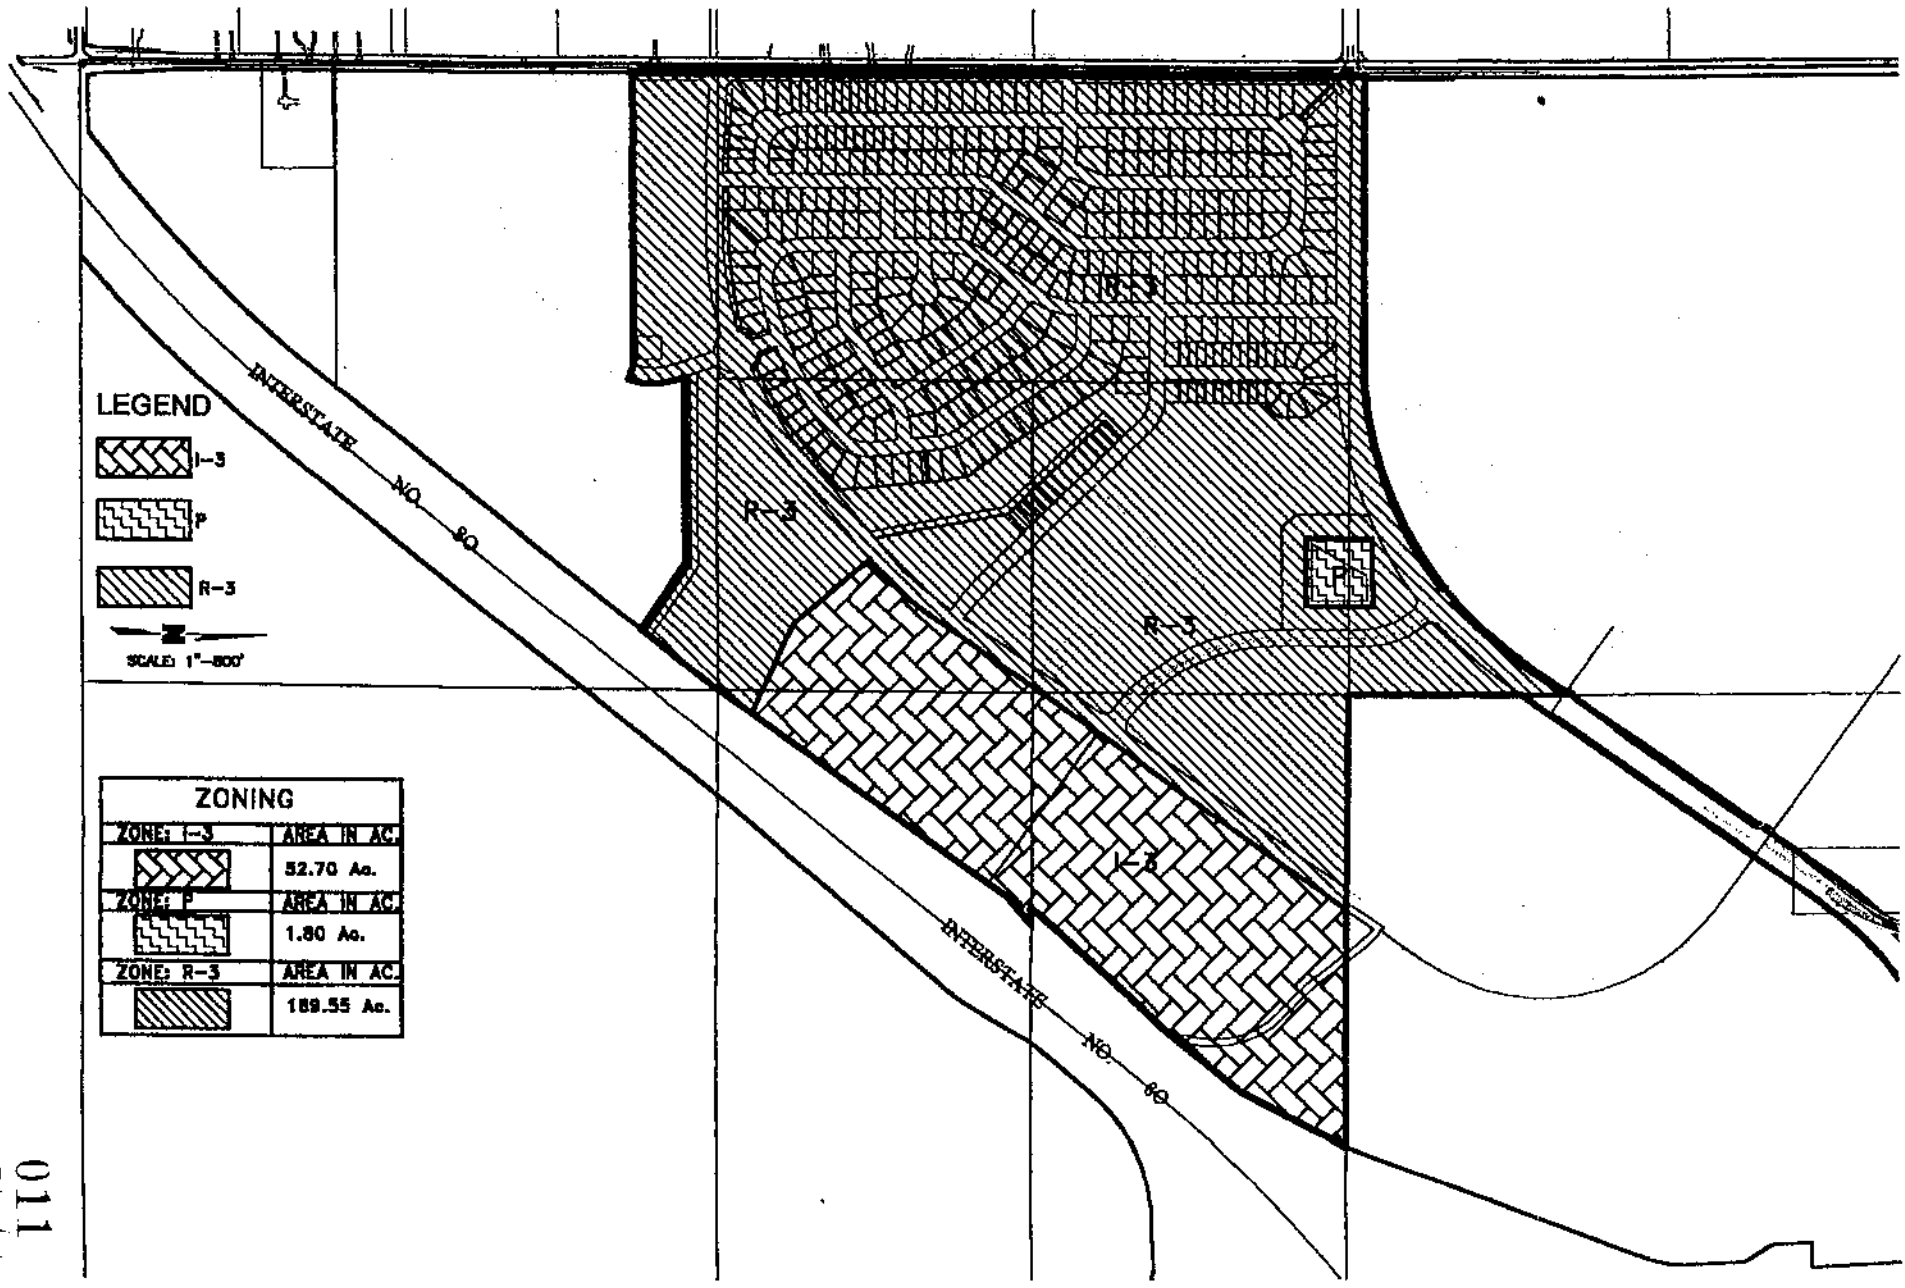 R-3
INTERSTATE
NO.
80
LEGEND
I-3
P
R-3
R-3
P
R-3
SCALE: 1"-800'
ZONING
ZONE: I-3
AREA IN AC.
52.70 Ac.
ZONE: P
AREA IN AC.
1.80 Ac.
ZONE: R-3
AREA IN AC.
189.55 Ac.
I-3
INTERSTATE
NO.
80
011